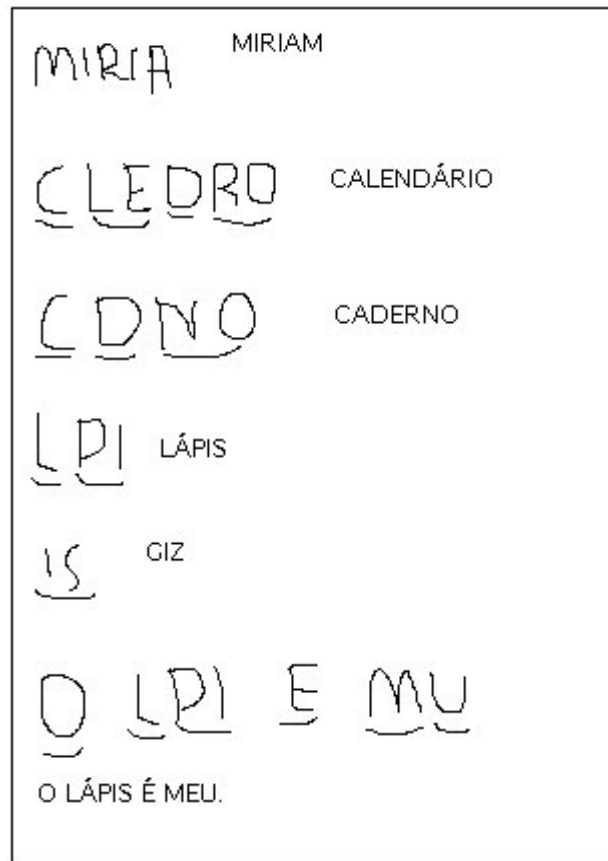 MIRIA MIRIAM
CLEDRO CALENDÁRIO
CDNO CADERNO
LPI LÁPIS
IS GIZ
O LPI E MU
O LÁPIS É MEU.